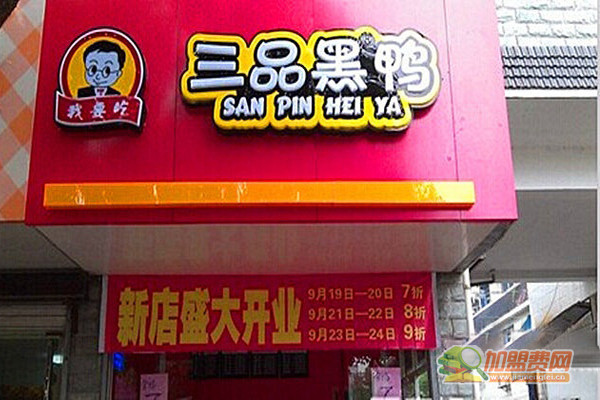 三品黑鸭
SAN PIN HEI YA
我要吃
新店盛大开业
9月19日—20日 7折
9月21日—22日 8折
9月23日—24日 9折
加盟费网